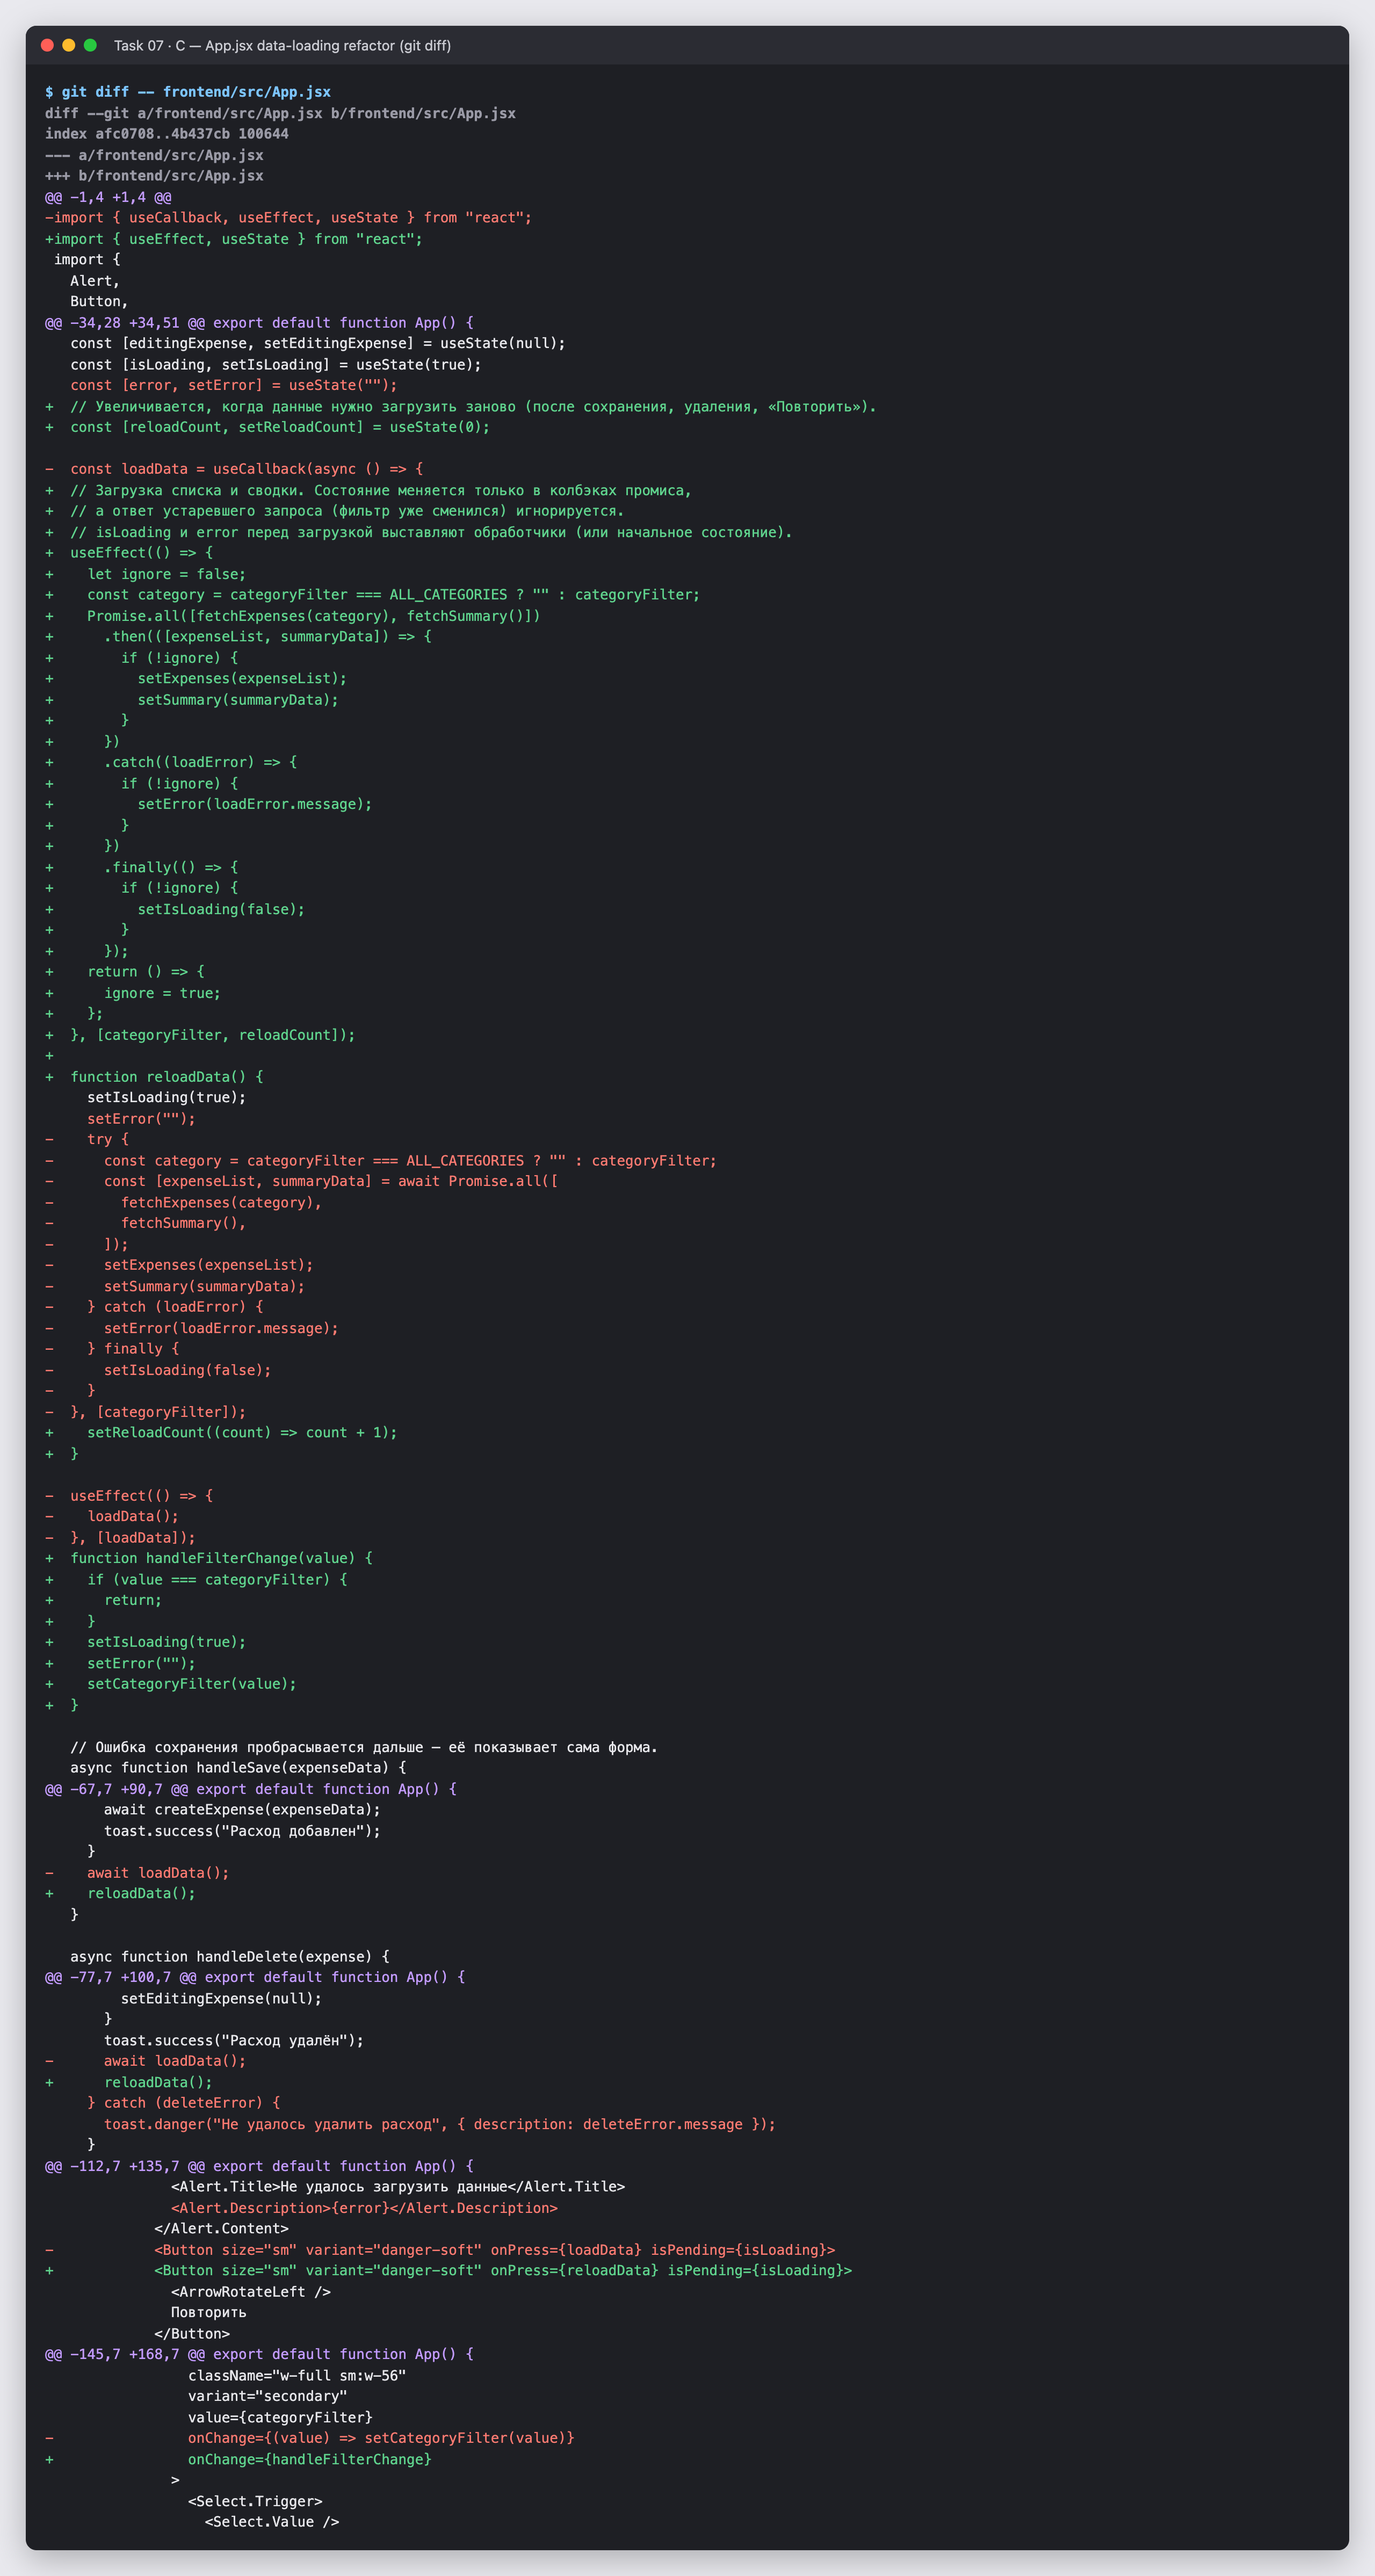 Task 07 · C — App.jsx data-loading refactor (git diff)
$ git diff -- frontend/src/App.jsx
diff --git a/frontend/src/App.jsx b/frontend/src/App.jsx
index afc0708..4b437cb 100644
--- a/frontend/src/App.jsx
+++ b/frontend/src/App.jsx
@@ -1,4 +1,4 @@
-import { useCallback, useEffect, useState } from "react";
+import { useEffect, useState } from "react";
 import {
   Alert,
   Button,
@@ -34,28 +34,51 @@ export default function App() {
   const [editingExpense, setEditingExpense] = useState(null);
   const [isLoading, setIsLoading] = useState(true);
   const [error, setError] = useState("");
+  // Увеличивается, когда данные нужно загрузить заново (после сохранения, удаления, «Повторить»).
+  const [reloadCount, setReloadCount] = useState(0);

-  const loadData = useCallback(async () => {
+  // Загрузка списка и сводки. Состояние меняется только в колбэках промиса,
+  // а ответ устаревшего запроса (фильтр уже сменился) игнорируется.
+  // isLoading и error перед загрузкой выставляют обработчики (или начальное состояние).
+  useEffect(() => {
+    let ignore = false;
+    const category = categoryFilter === ALL_CATEGORIES ? "" : categoryFilter;
+    Promise.all([fetchExpenses(category), fetchSummary()])
+      .then(([expenseList, summaryData]) => {
+        if (!ignore) {
+          setExpenses(expenseList);
+          setSummary(summaryData);
+        }
+      })
+      .catch((loadError) => {
+        if (!ignore) {
+          setError(loadError.message);
+        }
+      })
+      .finally(() => {
+        if (!ignore) {
+          setIsLoading(false);
+        }
+      });
+    return () => {
+      ignore = true;
+    };
+  }, [categoryFilter, reloadCount]);
+
+  function reloadData() {
     setIsLoading(true);
     setError("");
-    try {
-      const category = categoryFilter === ALL_CATEGORIES ? "" : categoryFilter;
-      const [expenseList, summaryData] = await Promise.all([
-        fetchExpenses(category),
-        fetchSummary(),
-      ]);
-      setExpenses(expenseList);
-      setSummary(summaryData);
-    } catch (loadError) {
-      setError(loadError.message);
-    } finally {
-      setIsLoading(false);
-    }
-  }, [categoryFilter]);
+    setReloadCount((count) => count + 1);
+  }

-  useEffect(() => {
-    loadData();
-  }, [loadData]);
+  function handleFilterChange(value) {
+    if (value === categoryFilter) {
+      return;
+    }
+    setIsLoading(true);
+    setError("");
+    setCategoryFilter(value);
+  }

   // Ошибка сохранения пробрасывается дальше — её показывает сама форма.
   async function handleSave(expenseData) {
@@ -67,7 +90,7 @@ export default function App() {
       await createExpense(expenseData);
       toast.success("Расход добавлен");
     }
-    await loadData();
+    reloadData();
   }

   async function handleDelete(expense) {
@@ -77,7 +100,7 @@ export default function App() {
         setEditingExpense(null);
       }
       toast.success("Расход удалён");
-      await loadData();
+      reloadData();
     } catch (deleteError) {
       toast.danger("Не удалось удалить расход", { description: deleteError.message });
     }
@@ -112,7 +135,7 @@ export default function App() {
               <Alert.Title>Не удалось загрузить данные</Alert.Title>
               <Alert.Description>{error}</Alert.Description>
             </Alert.Content>
-            <Button size="sm" variant="danger-soft" onPress={loadData} isPending={isLoading}>
+            <Button size="sm" variant="danger-soft" onPress={reloadData} isPending={isLoading}>
               <ArrowRotateLeft />
               Повторить
             </Button>
@@ -145,7 +168,7 @@ export default function App() {
                 className="w-full sm:w-56"
                 variant="secondary"
                 value={categoryFilter}
-                onChange={(value) => setCategoryFilter(value)}
+                onChange={handleFilterChange}
               >
                 <Select.Trigger>
                   <Select.Value />